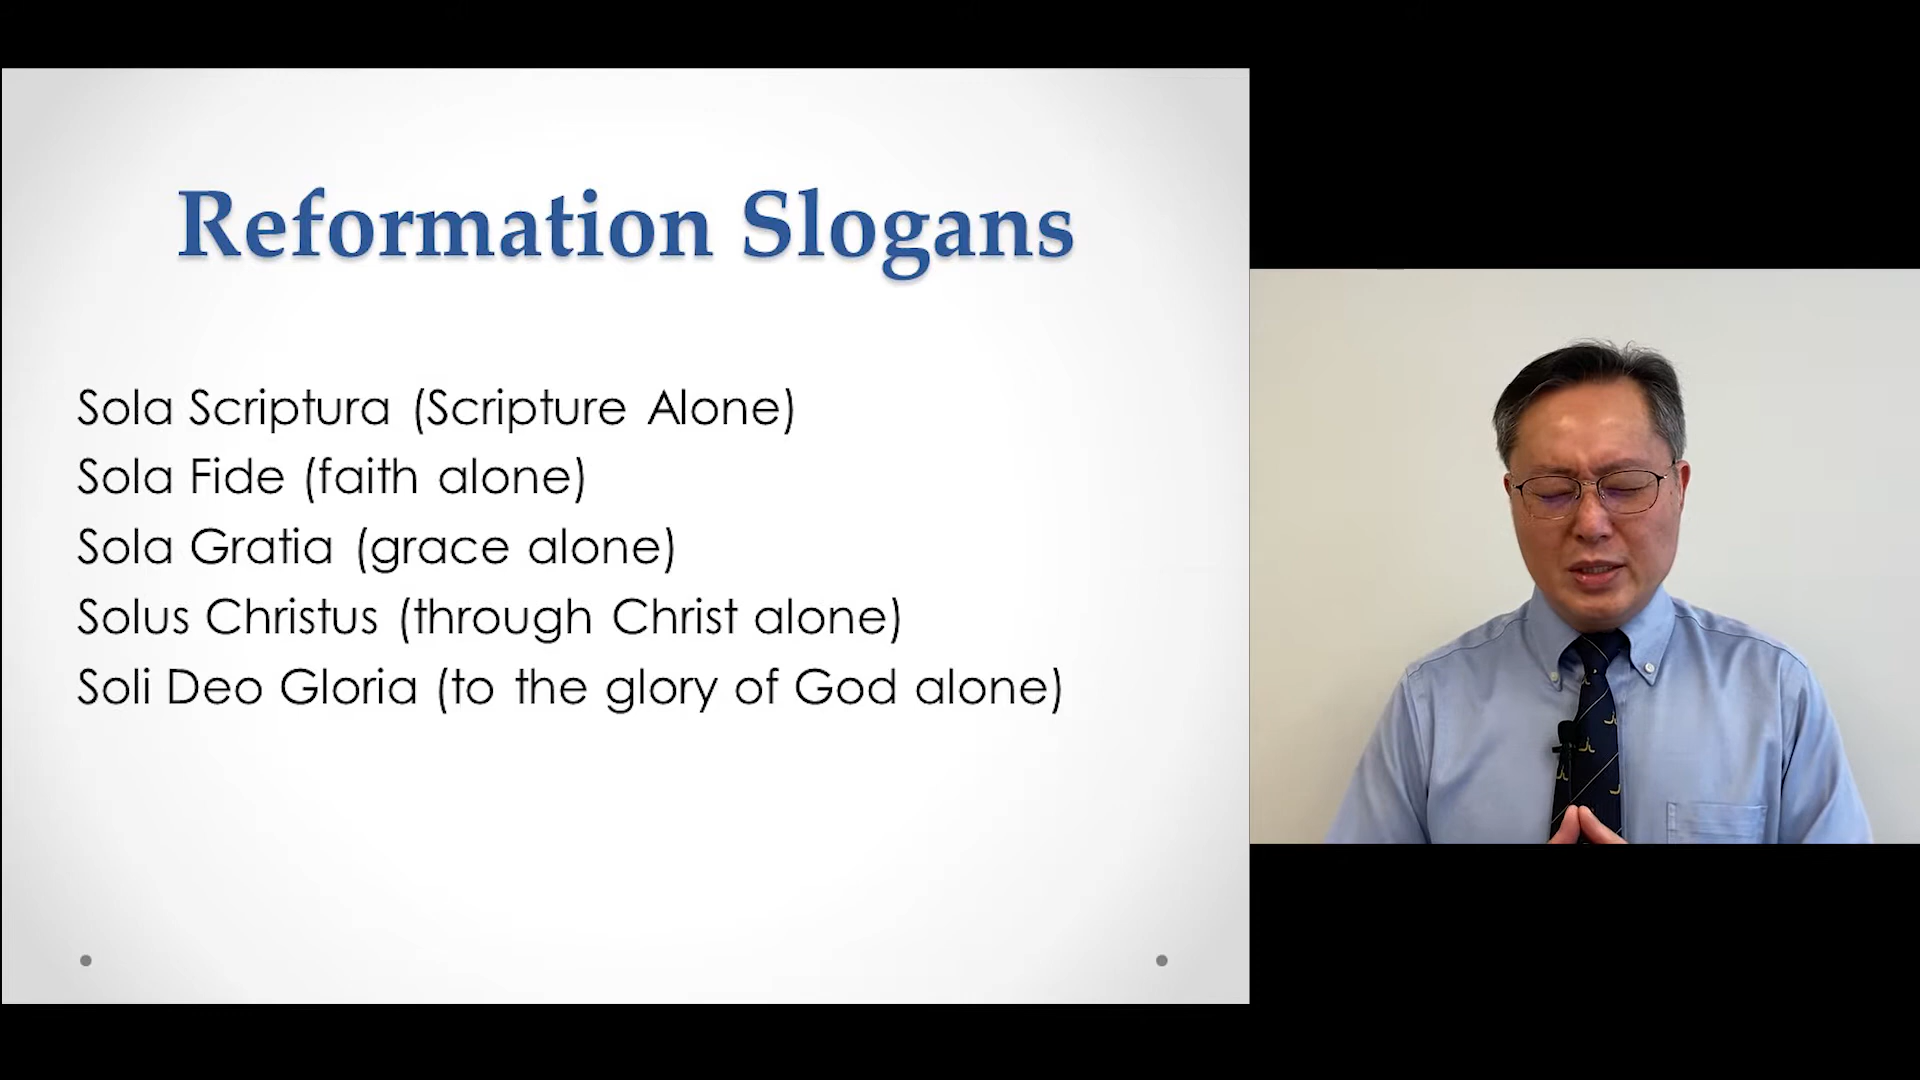 Reformation Slogans
Sola Scriptura (Scripture Alone)
Sola Fide (faith alone)
Sola Gratia (grace alone)
Solus Christus (through Christ alone)
Soli Deo Gloria (to the glory of God alone)